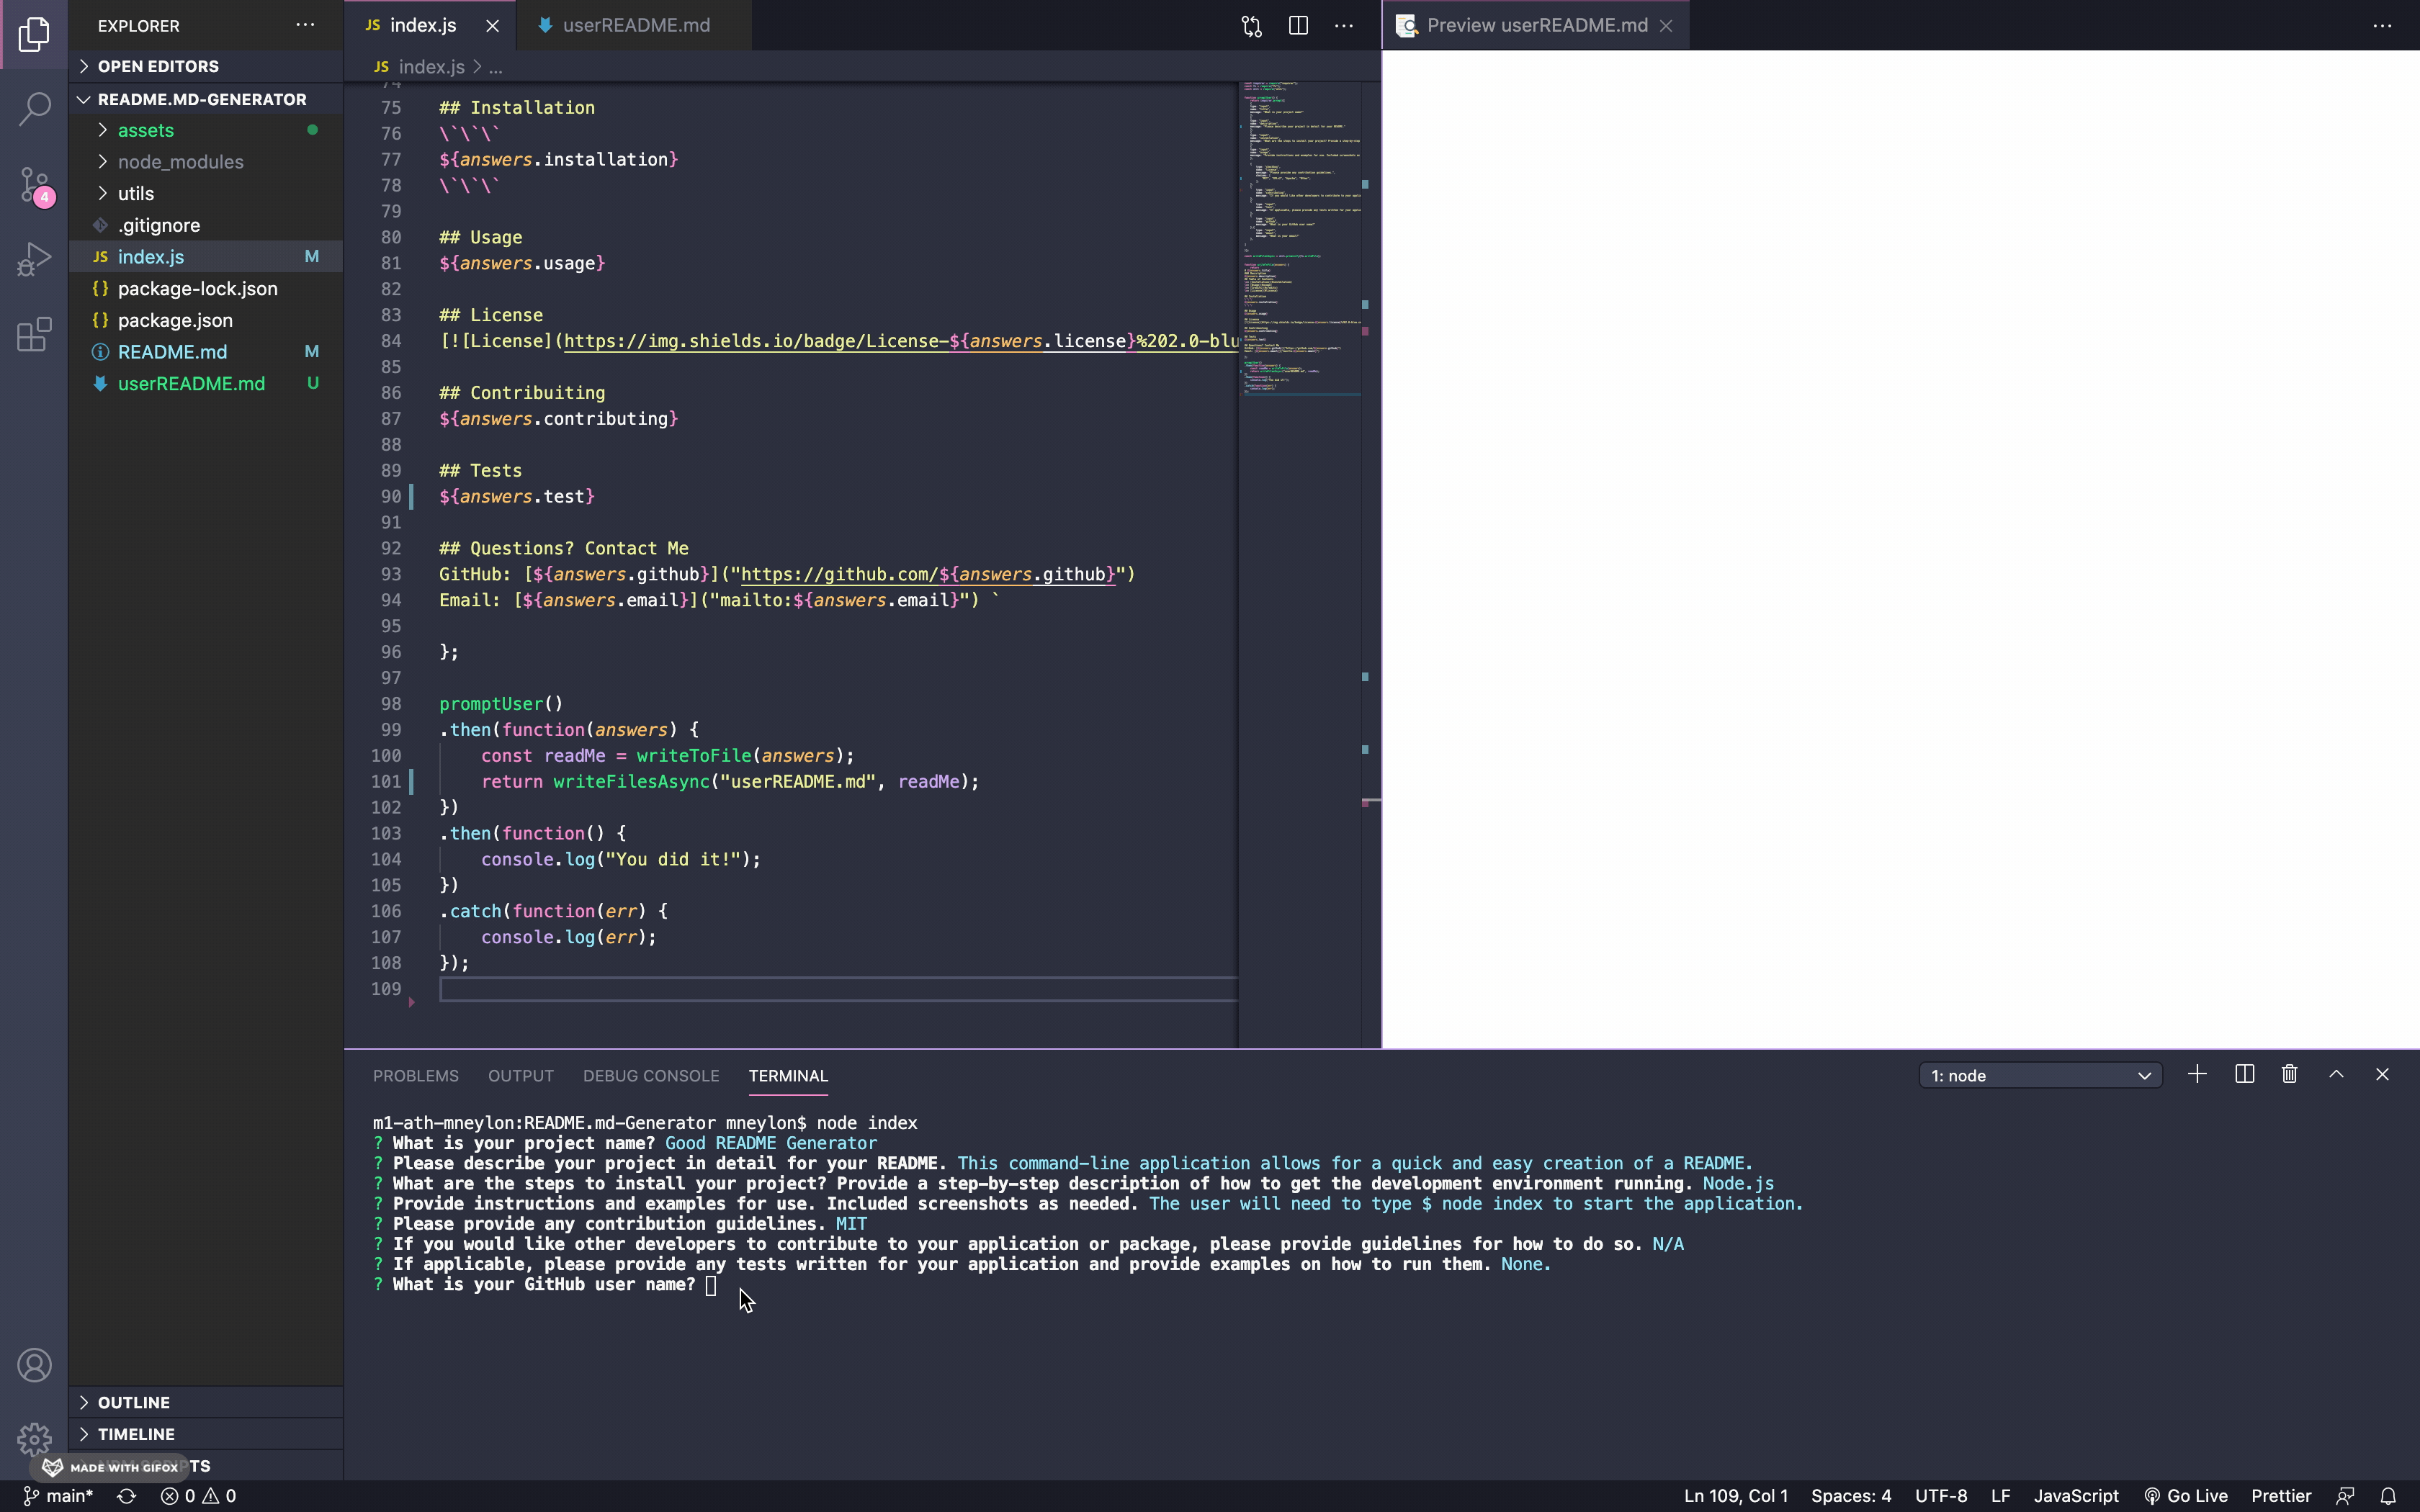 EXPLORER
OPEN EDITORS
README.MD-GENERATOR
assets
node_modules
utils
.gitignore
JS index.js M
{} package-lock.json
{} package.json
README.md M
userREADME.md U
OUTLINE
TIMELINE
MADE WITH GIFOX
JS index.js
userREADME.md
JS index.js > ...
74
75 ## Installation
76 \`\`\`
77 ${answers.installation}
78 \`\`\`
79
80 ## Usage
81 ${answers.usage}
82
83 ## License
84 [![License](https://img.shields.io/badge/License-${answers.license}%202.0-blu
85
86 ## Contribuiting
87 ${answers.contributing}
88
89 ## Tests
90 ${answers.test}
91
92 ## Questions? Contact Me
93 GitHub: [${answers.github}]("https://github.com/${answers.github}")
94 Email: [${answers.email}]("mailto:${answers.email}") `
95
96 };
97
98 promptUser()
99 .then(function(answers) {
100 const readMe = writeToFile(answers);
101 return writeFilesAsync("userREADME.md", readMe);
102 })
103 .then(function() {
104 console.log("You did it!");
105 })
106 .catch(function(err) {
107 console.log(err);
108 });
109
Preview userREADME.md
PROBLEMS OUTPUT DEBUG CONSOLE TERMINAL
1: node
m1-ath-mneylon:README.md-Generator mneylon$ node index
? What is your project name? Good README Generator
? Please describe your project in detail for your README. This command-line application allows for a quick and easy creation of a README.
? What are the steps to install your project? Provide a step-by-step description of how to get the development environment running. Node.js
? Provide instructions and examples for use. Included screenshots as needed. The user will need to type $ node index to start the application.
? Please provide any contribution guidelines. MIT
? If you would like other developers to contribute to your application or package, please provide guidelines for how to do so. N/A
? If applicable, please provide any tests written for your application and provide examples on how to run them. None.
? What is your GitHub user name?
4
main* 0 0
Ln 109, Col 1 Spaces: 4 UTF-8 LF JavaScript Go Live Prettier